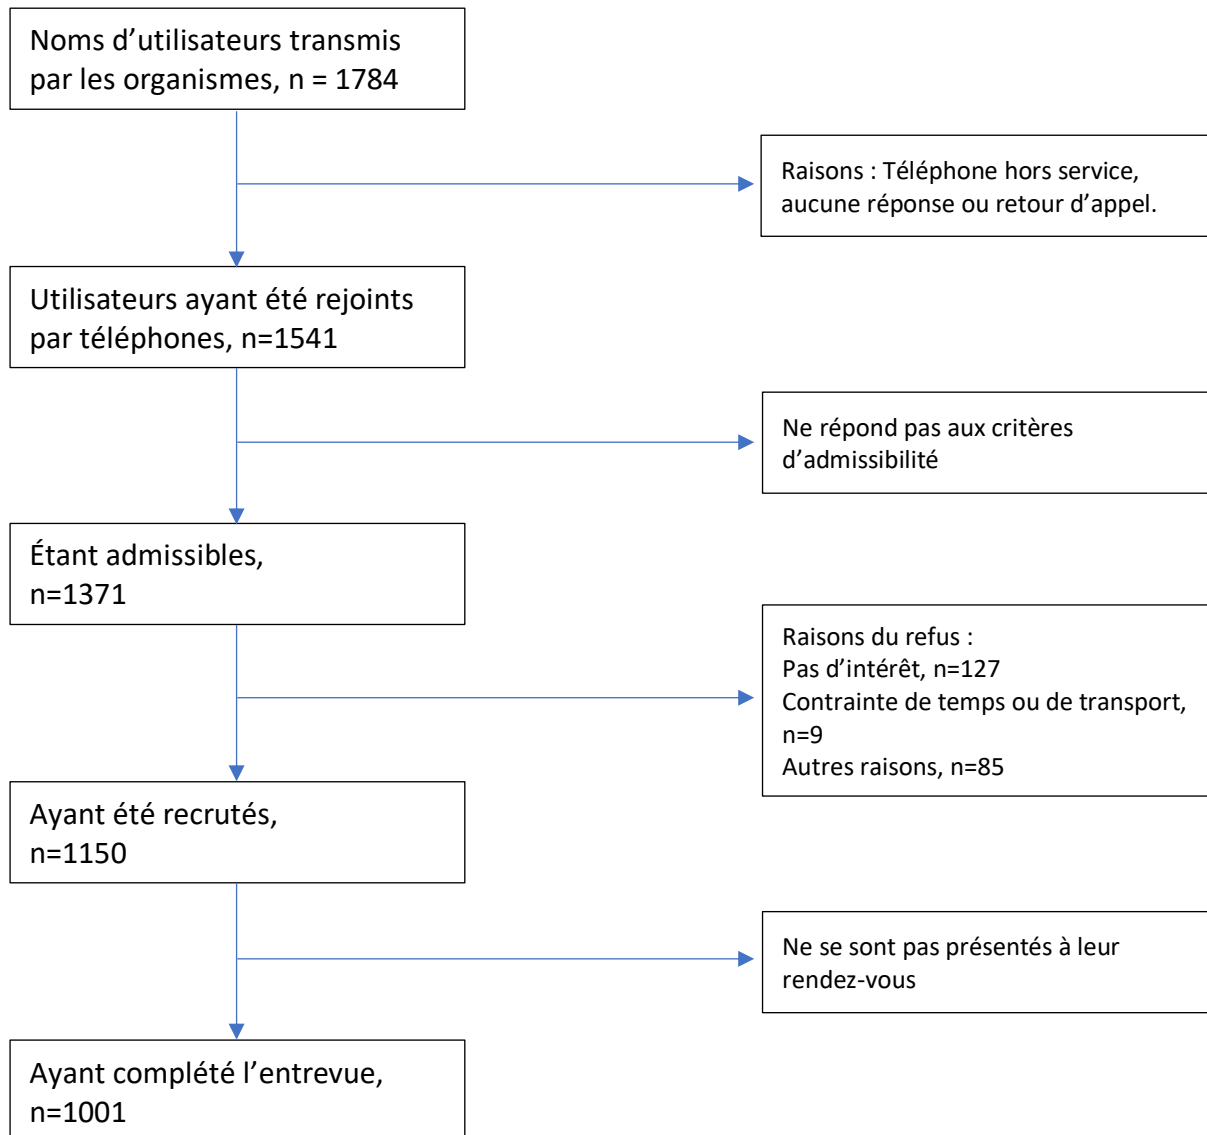 Noms d’utilisateurs transmis
par les organismes, n = 1784
Raisons : Téléphone hors service,
aucune réponse ou retour d’appel.
Utilisateurs ayant été rejoints
par téléphones, n=1541
Ne répond pas aux critères
d’admissibilité
Étant admissibles,
n=1371
Raisons du refus :
Pas d’intérêt, n=127
Contrainte de temps ou de transport,
n=9
Autres raisons, n=85
Ayant été recrutés,
n=1150
Ne se sont pas présentés à leur
rendez-vous
Ayant complété l’entrevue,
n=1001